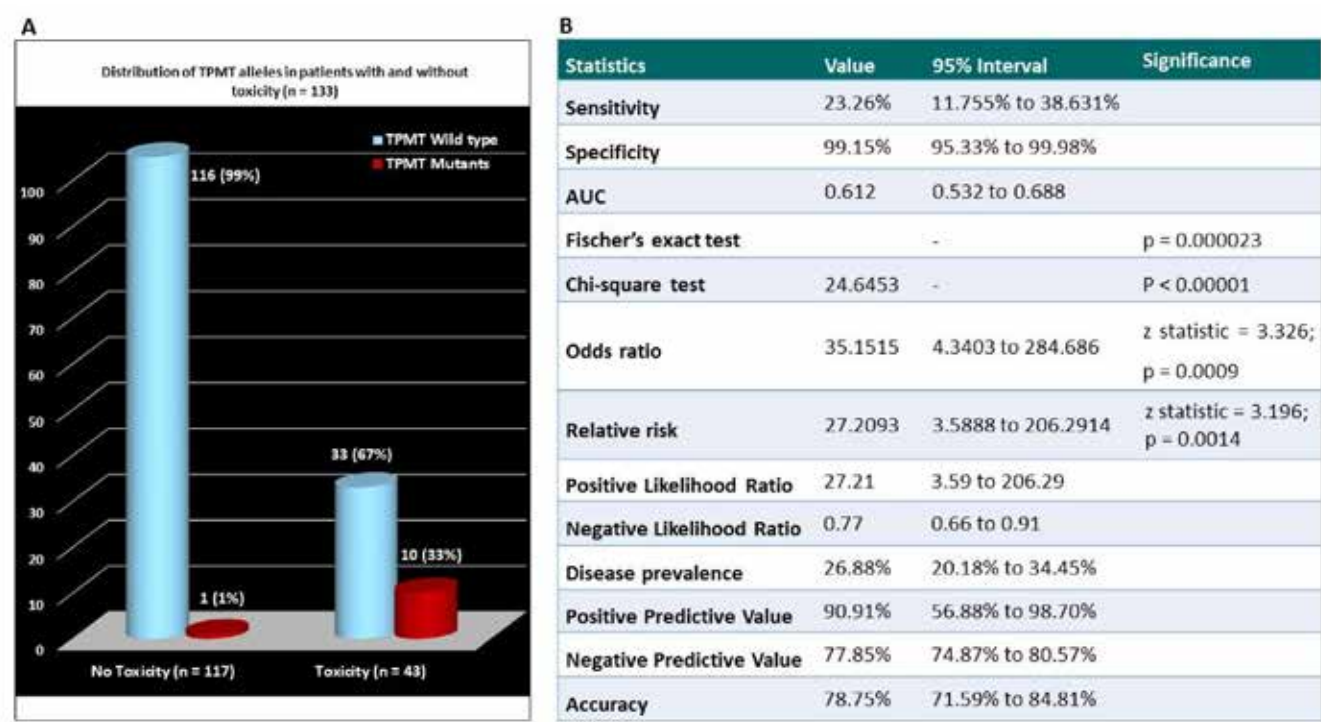 A
Distribution of TPMT alleles in patients with and without
toxicity (n = 133)
TPMT Wild type
TPMT Mutants
116 (99%)
100
90
80
70
60
50
40
30
20
10
0
33 (67%)
10 (33%)
1 (1%)
No Toxicity (n = 117)
Toxicity (n = 43)
B
Statistics Value 95% Interval Significance
Sensitivity 23.26% 11.755% to 38.631%
Specificity 99.15% 95.33% to 99.98%
AUC 0.612 0.532 to 0.688
Fischer's exact test - p = 0.000023
Chi-square test 24.6453 - P < 0.00001
Odds ratio 35.1515 4.3403 to 284.686 z statistic = 3.326;
p = 0.0009
Relative risk 27.2093 3.5888 to 206.2914 z statistic = 3.196;
p = 0.0014
Positive Likelihood Ratio 27.21 3.59 to 206.29
Negative Likelihood Ratio 0.77 0.66 to 0.91
Disease prevalence 26.88% 20.18% to 34.45%
Positive Predictive Value 90.91% 56.88% to 98.70%
Negative Predictive Value 77.85% 74.87% to 80.57%
Accuracy 78.75% 71.59% to 84.81%